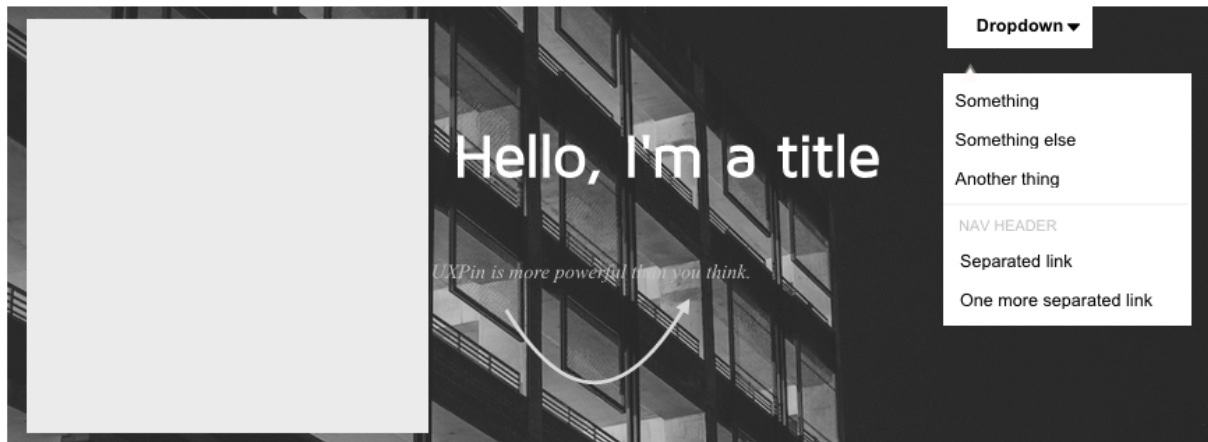 Dropdown
Something
Something else
Another thing
NAV HEADER
Separated link
One more separated link
Hello, I'm a title
UXPin is more powerful than you think.